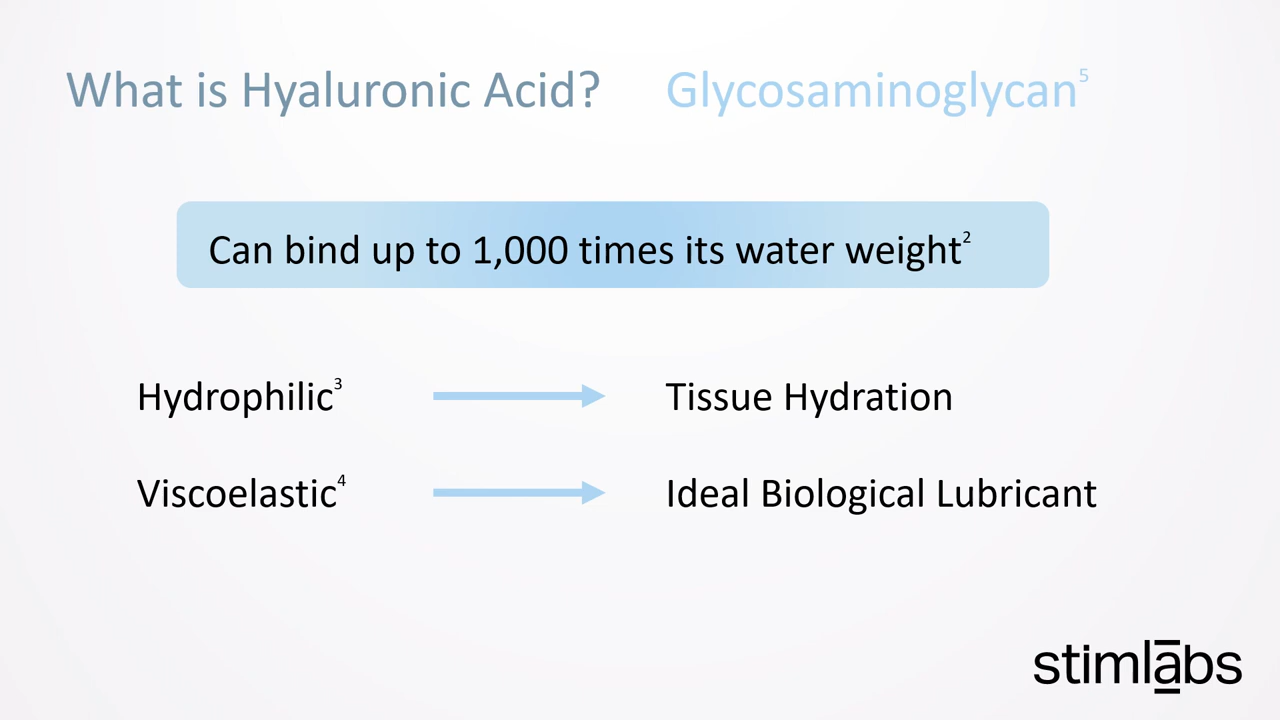 What is Hyaluronic Acid? Glycosaminoglycan⁵
Can bind up to 1,000 times its water weight²
Hydrophilic³ Tissue Hydration
Viscoelastic⁴ Ideal Biological Lubricant
stimlabs